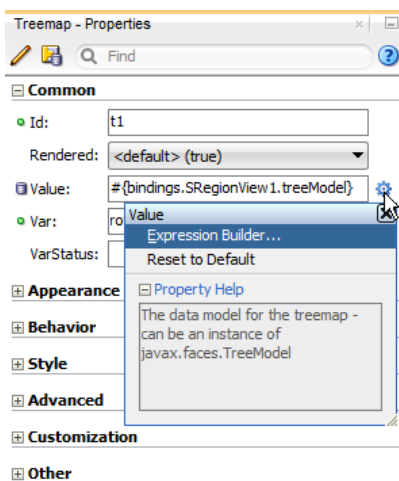 Treemap - Properties
Find
Common
Id: t1
Rendered: <default> (true)
Value: #{bindings.SRegionView1.treeModel}
Var: ro
Value
Expression Builder...
VarStatus:
Reset to Default
Appearance
Property Help
The data model for the treemap -
can be an instance of
javax.faces.TreeModel
Behavior
Style
Advanced
Customization
Other